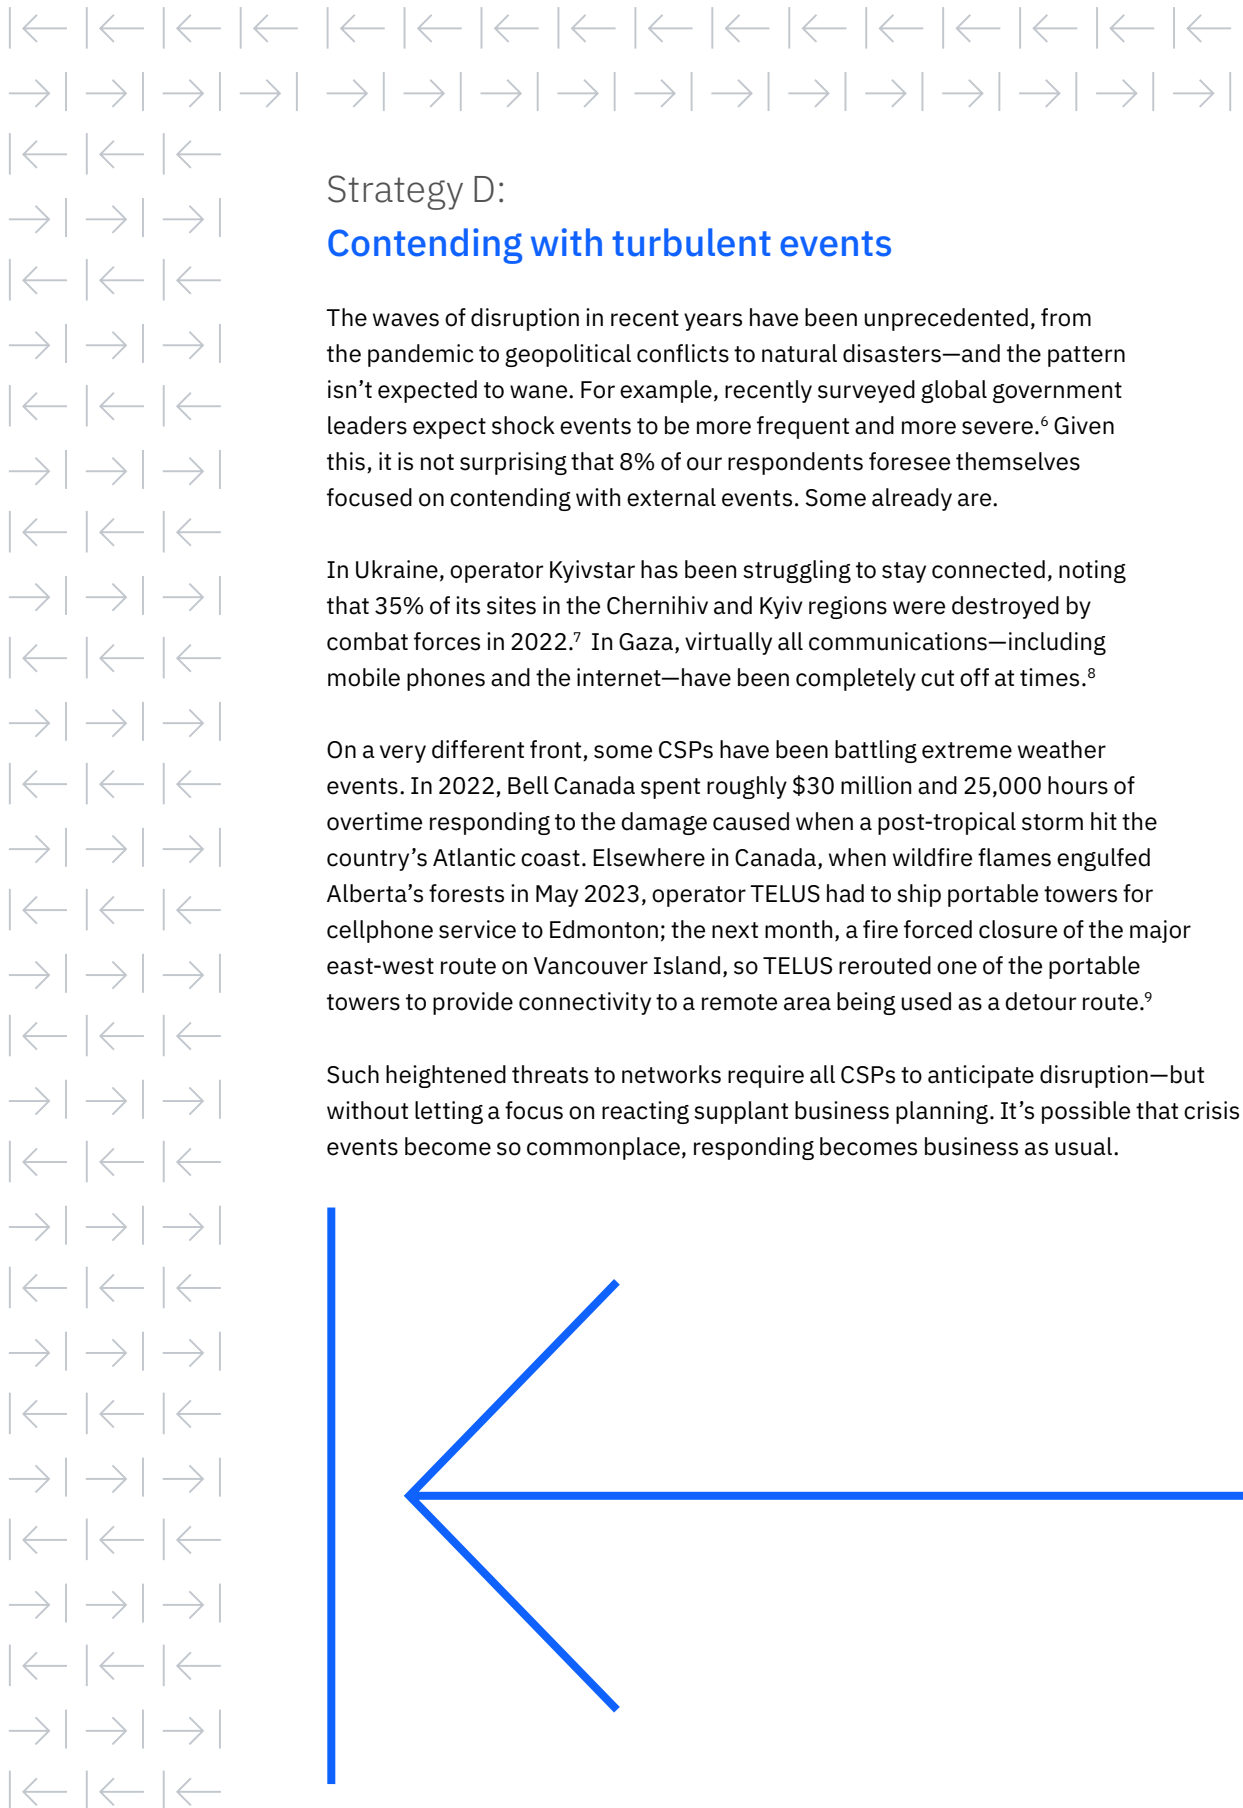 Strategy D:
Contending with turbulent events
The waves of disruption in recent years have been unprecedented, from
the pandemic to geopolitical conflicts to natural disasters—and the pattern
isn’t expected to wane. For example, recently surveyed global government
leaders expect shock events to be more frequent and more severe.⁶ Given
this, it is not surprising that 8% of our respondents foresee themselves
focused on contending with external events. Some already are.
In Ukraine, operator Kyivstar has been struggling to stay connected, noting
that 35% of its sites in the Chernihiv and Kyiv regions were destroyed by
combat forces in 2022.⁷ In Gaza, virtually all communications—including
mobile phones and the internet—have been completely cut off at times.⁸
On a very different front, some CSPs have been battling extreme weather
events. In 2022, Bell Canada spent roughly $30 million and 25,000 hours of
overtime responding to the damage caused when a post-tropical storm hit the
country’s Atlantic coast. Elsewhere in Canada, when wildfire flames engulfed
Alberta’s forests in May 2023, operator TELUS had to ship portable towers for
cellphone service to Edmonton; the next month, a fire forced closure of the major
east-west route on Vancouver Island, so TELUS rerouted one of the portable
towers to provide connectivity to a remote area being used as a detour route.⁹
Such heightened threats to networks require all CSPs to anticipate disruption—but
without letting a focus on reacting supplant business planning. It’s possible that crisis
events become so commonplace, responding becomes business as usual.